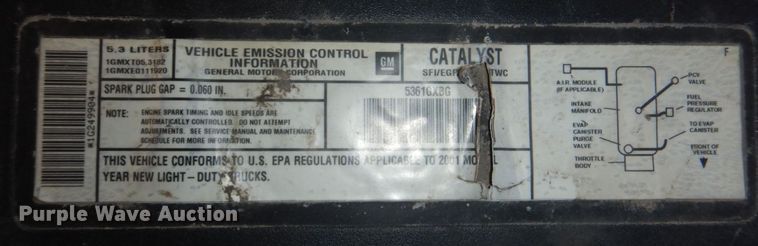 5.3 LITERS
1GMXT05.3182
1GMXE0111920
VEHICLE EMISSION CONTROL
INFORMATION
GENERAL MOTORS CORPORATION
GM
CATALYST
SFI/EGR TWC
SPARK PLUG GAP = 0.060 IN.
NOTE: ENGINE SPARK TIMING AND IDLE SPEEDS ARE
AUTOMATICALLY CONTROLLED. DO NOT ATTEMPT
ADJUSTMENTS. SEE SERVICE MANUAL AND MAINTENANCE
SCHEDULE FOR MORE INFORMATION.
5361GXBG
THIS VEHICLE CONFORMS TO U.S. EPA REGULATIONS APPLICABLE TO 2001
YEAR NEW LIGHT-DUTY TRUCKS.
F
A.I.R. MODULE
(IF APPLICABLE)
INTAKE
MANIFOLD
EVAP
CANISTER
PURGE
VALVE
THROTTLE
BODY
PCV
VALVE
FUEL
PRESSURE
REGULATOR
TO EVAP
CANISTER
FRONT OF
VEHICLE
*1G249904*
Purple Wave Auction